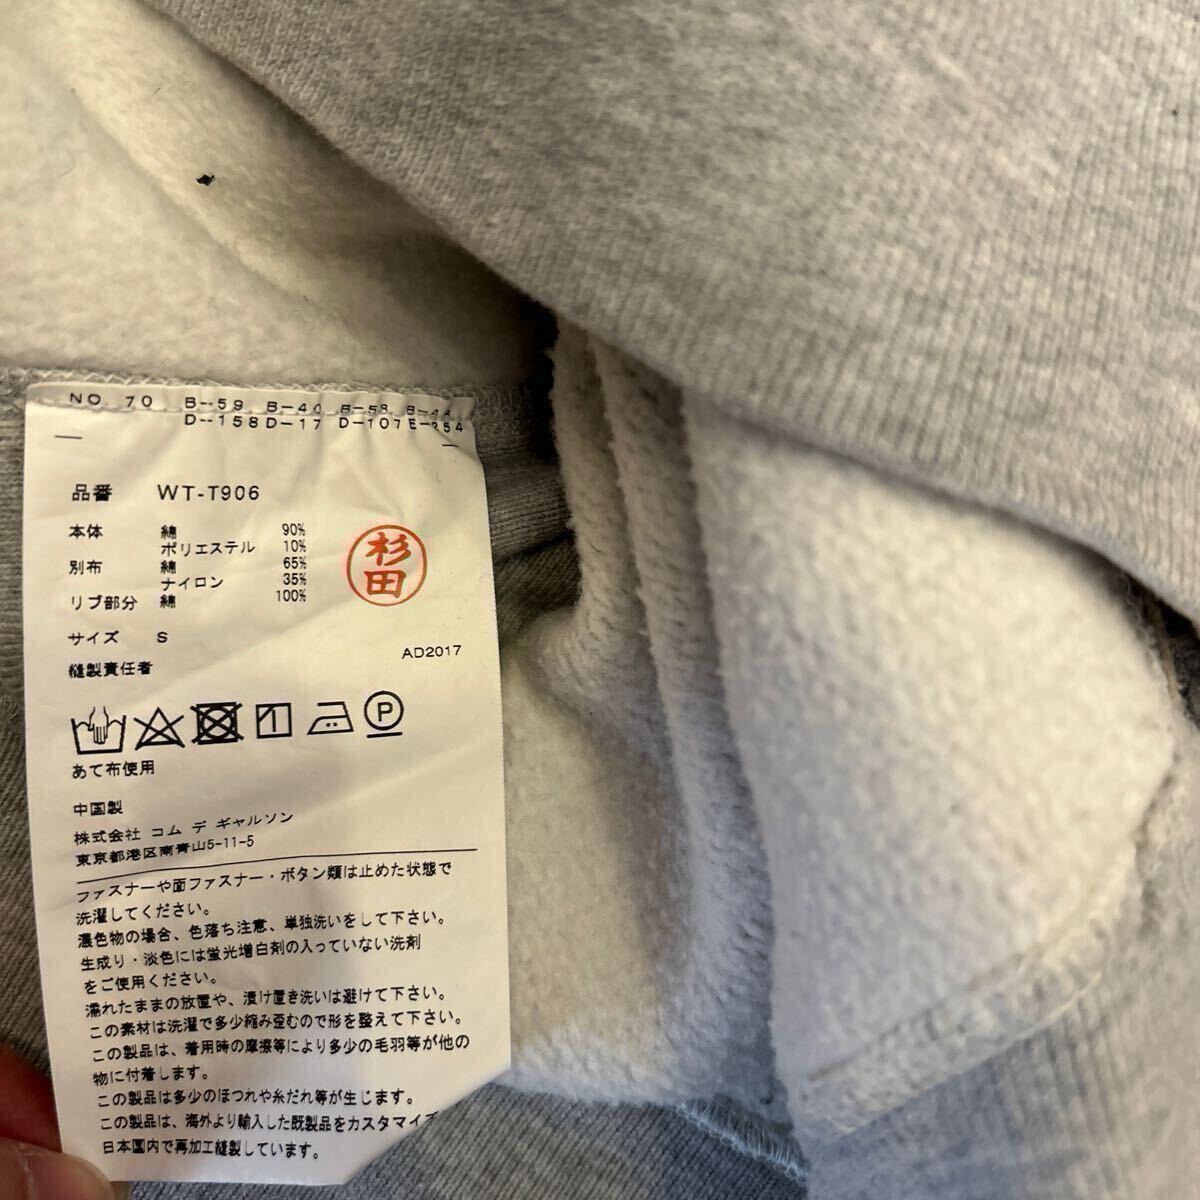 NO. 70 B--59 B-40 B-58 B-44
D--158 D-17 D-107 E-254
品番 WT-T906
本体 綿 90%
ポリエステル 10%
別布 綿 65%
ナイロン 35%
リブ部分 綿 100%
杉田
サイズ S
縫製責任者
AD2017
P
あて布使用
中国製
株式会社 コム デ ギャルソン
東京都港区南青山5-11-5
ファスナーや面ファスナー・ボタン類は止めた状態で
洗濯してください。
濃色物の場合、色落ち注意、単独洗いをして下さい。
生成り・淡色には蛍光増白剤の入っていない洗剤
をご使用ください。
濡れたままの放置や、漬け置き洗いは避けて下さい。
この素材は洗濯で多少縮み歪むので形を整えて下さい。
この製品は、着用時の摩擦等により多少の毛羽等が他の
物に付着します。
この製品は多少のほつれや糸だれ等が生じます。
この製品は、海外より輸入した既製品をカスタマイズ
日本国内で再加工縫製しています。